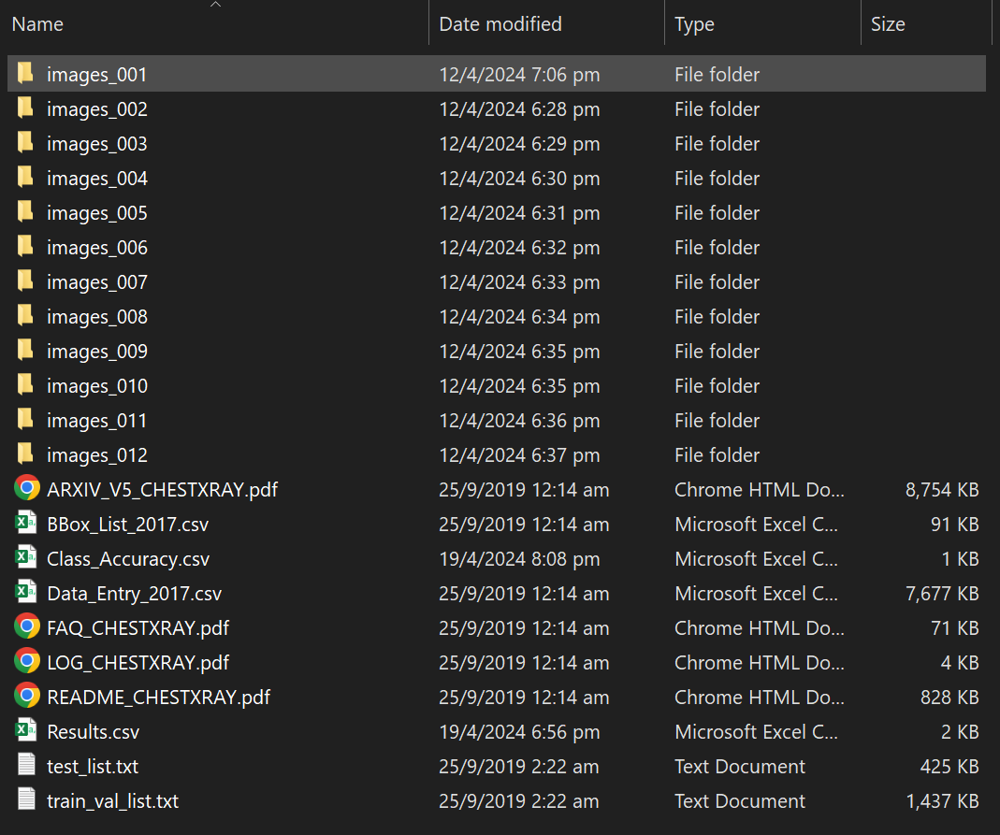 Name Date modified Type Size
images_001 12/4/2024 7:06 pm File folder
images_002 12/4/2024 6:28 pm File folder
images_003 12/4/2024 6:29 pm File folder
images_004 12/4/2024 6:30 pm File folder
images_005 12/4/2024 6:31 pm File folder
images_006 12/4/2024 6:32 pm File folder
images_007 12/4/2024 6:33 pm File folder
images_008 12/4/2024 6:34 pm File folder
images_009 12/4/2024 6:35 pm File folder
images_010 12/4/2024 6:35 pm File folder
images_011 12/4/2024 6:36 pm File folder
images_012 12/4/2024 6:37 pm File folder
ARXIV_V5_CHESTXRAY.pdf 25/9/2019 12:14 am Chrome HTML Do... 8,754 KB
BBox_List_2017.csv 25/9/2019 12:14 am Microsoft Excel C... 91 KB
Class_Accuracy.csv 19/4/2024 8:08 pm Microsoft Excel C... 1 KB
Data_Entry_2017.csv 25/9/2019 12:14 am Microsoft Excel C... 7,677 KB
FAQ_CHESTXRAY.pdf 25/9/2019 12:14 am Chrome HTML Do... 71 KB
LOG_CHESTXRAY.pdf 25/9/2019 12:14 am Chrome HTML Do... 4 KB
README_CHESTXRAY.pdf 25/9/2019 12:14 am Chrome HTML Do... 828 KB
Results.csv 19/4/2024 6:56 pm Microsoft Excel C... 2 KB
test_list.txt 25/9/2019 2:22 am Text Document 425 KB
train_val_list.txt 25/9/2019 2:22 am Text Document 1,437 KB